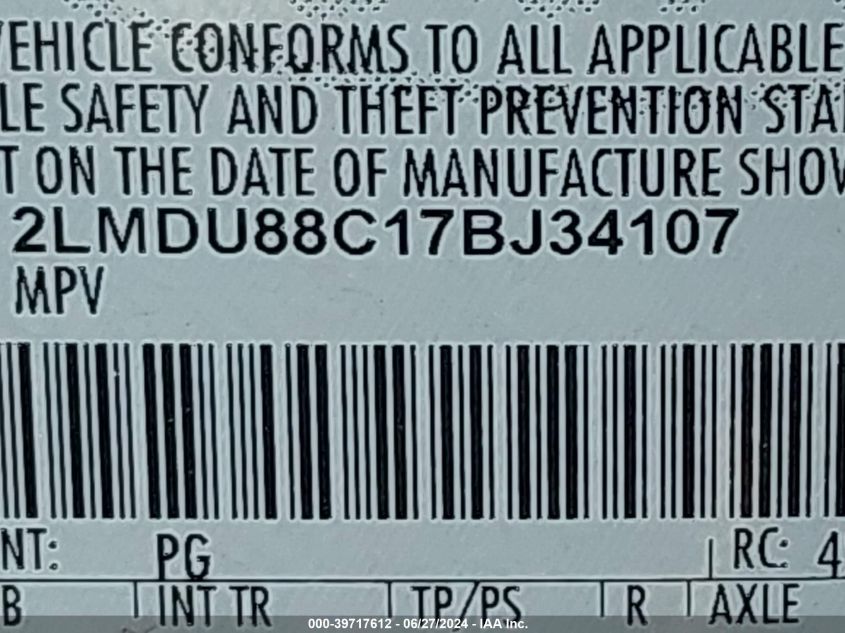 VEHICLE CONFORMS TO ALL APPLICABLE
LE SAFETY AND THEFT PREVENTION STA
T ON THE DATE OF MANUFACTURE SHOW
2LMDU88C17BJ34107
MPV
NT: PG RC: 4
B INT TR TP/PS R AXLE
000-39717612 - 06/27/2024 - IAA Inc.